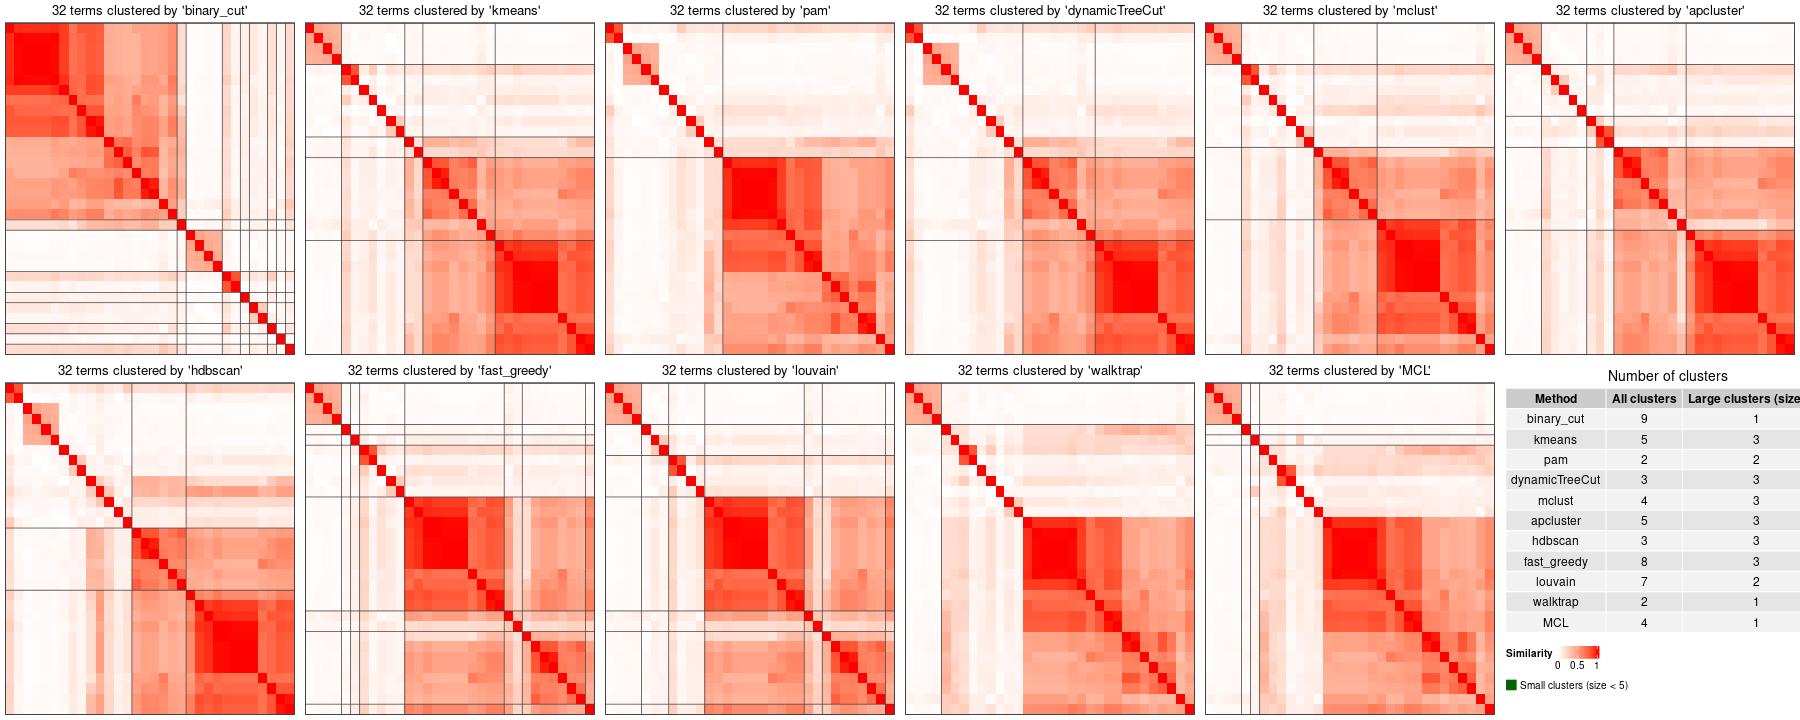 32 terms clustered by 'binary_cut'
32 terms clustered by 'kmeans'
32 terms clustered by 'pam'
32 terms clustered by 'dynamicTreeCut'
32 terms clustered by 'mclust'
32 terms clustered by 'apcluster'
32 terms clustered by 'hdbscan'
32 terms clustered by 'fast_greedy'
32 terms clustered by 'louvain'
32 terms clustered by 'walktrap'
32 terms clustered by 'MCL'
Number of clusters
Method All clusters Large clusters (size
binary_cut 9 1
kmeans 5 3
pam 2 2
dynamicTreeCut 3 3
mclust 4 3
apcluster 5 3
hdbscan 3 3
fast_greedy 8 3
louvain 7 2
walktrap 2 1
MCL 4 1
Similarity
0 0.5 1
Small clusters (size < 5)